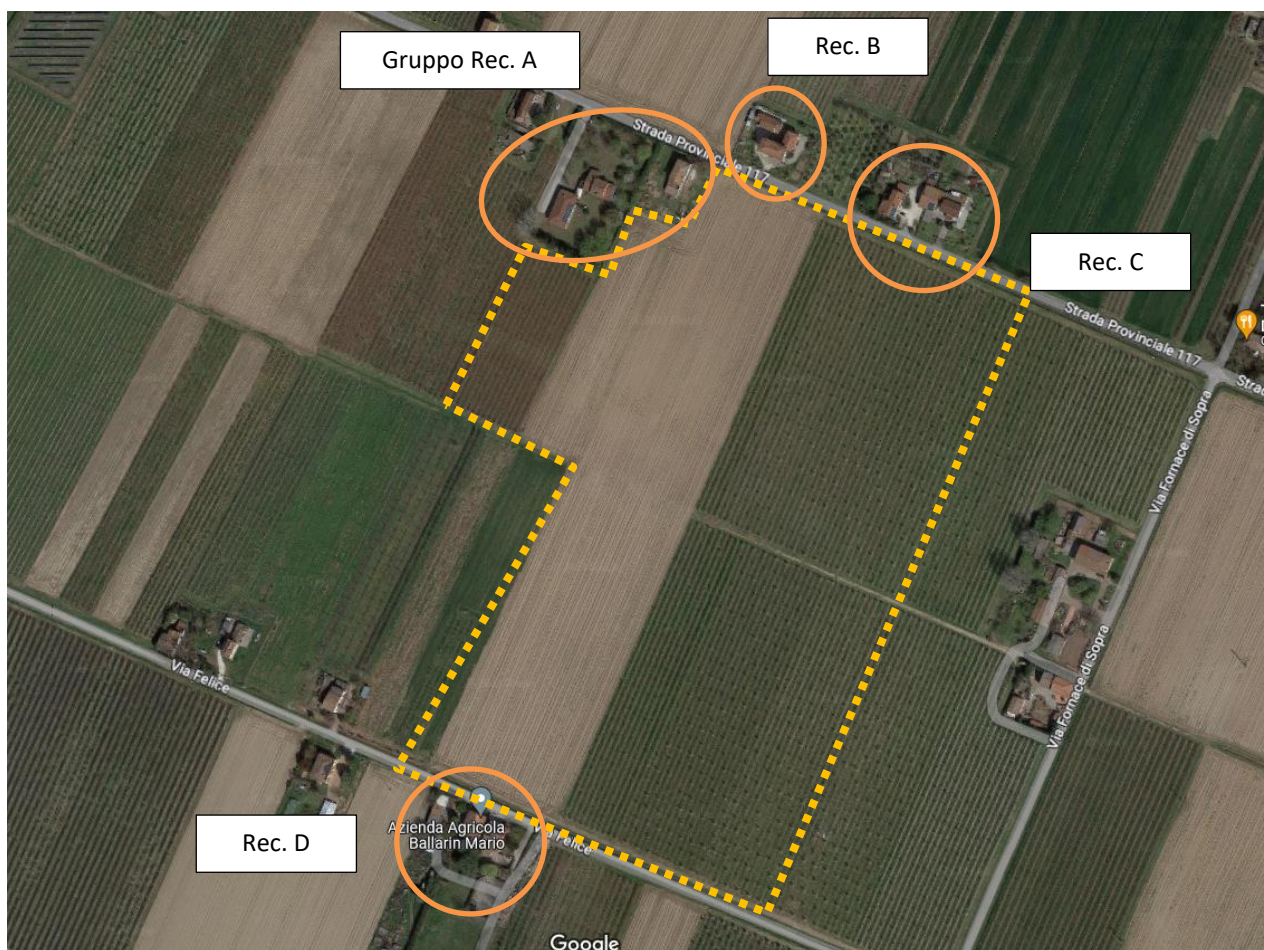 Gruppo Rec. A
Rec. B
Strada Provinciale 117
Rec. C
Strada Provinciale 117
Via Fornace di Sopra
Via Felice
Via Fornace di Sopra
Rec. D
Azienda Agricola
Ballarin Mario
Via Felice
Google